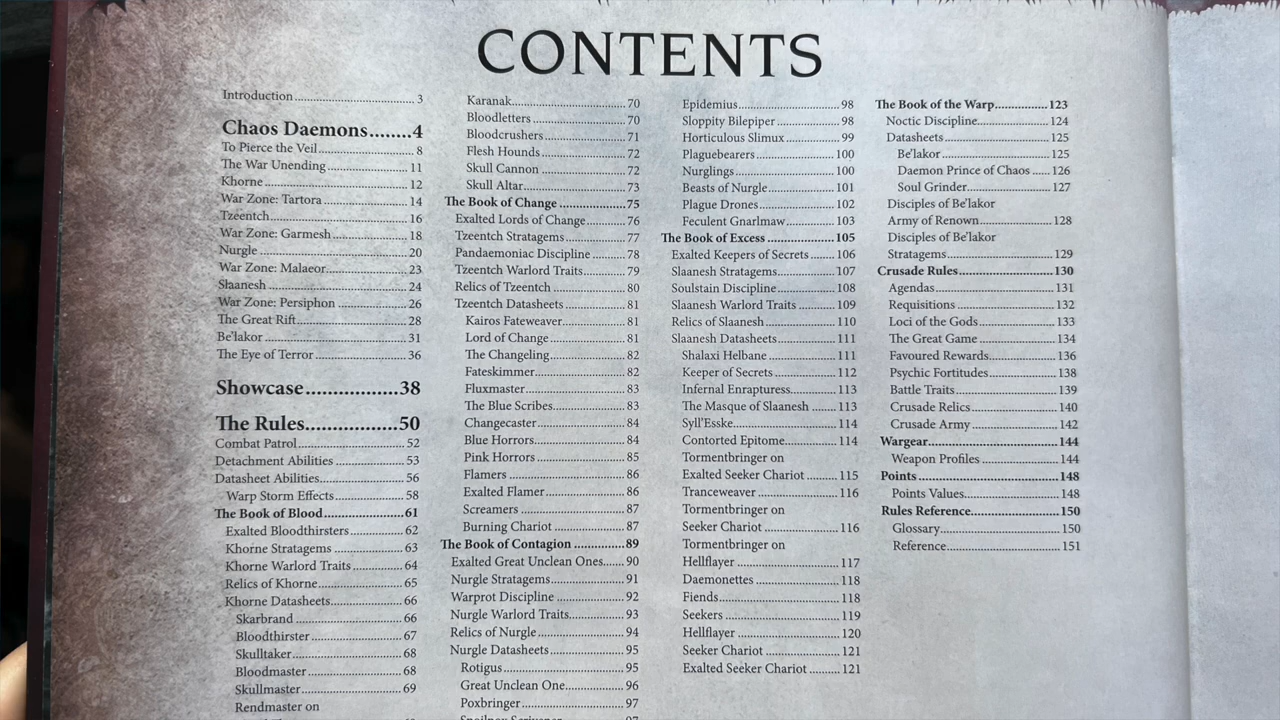 CONTENTS
Introduction 3
Chaos Daemons 4
To Pierce the Veil 8
The War Unending 11
Khorne 12
War Zone: Tartora 14
Tzeentch 16
War Zone: Garmesh 18
Nurgle 20
War Zone: Malaeor 23
Slaanesh 24
War Zone: Persiphon 26
The Great Rift 28
Be'lakor 31
The Eye of Terror 36
Showcase 38
The Rules 50
Combat Patrol 52
Detachment Abilities 53
Datasheet Abilities 56
Warp Storm Effects 58
The Book of Blood 61
Exalted Bloodthirsters 62
Khorne Stratagems 63
Khorne Warlord Traits 64
Relics of Khorne 65
Khorne Datasheets 66
Skarbrand 66
Bloodthirster 67
Skulltaker 68
Bloodmaster 68
Skullmaster 69
Rendmaster on
Karanak 70
Bloodletters 70
Bloodcrushers 71
Flesh Hounds 72
Skull Cannon 72
Skull Altar 73
The Book of Change 75
Exalted Lords of Change 76
Tzeentch Stratagems 77
Pandaemoniac Discipline 78
Tzeentch Warlord Traits 79
Relics of Tzeentch 80
Tzeentch Datasheets 81
Kairos Fateweaver 81
Lord of Change 81
The Changeling 82
Fateskimmer 82
Fluxmaster 83
The Blue Scribes 83
Changecaster 84
Blue Horrors 84
Pink Horrors 85
Flamers 86
Exalted Flamer 86
Screamers 87
Burning Chariot 87
The Book of Contagion 89
Exalted Great Unclean Ones 90
Nurgle Stratagems 91
Warprot Discipline 92
Nurgle Warlord Traits 93
Relics of Nurgle 94
Nurgle Datasheets 95
Rotigus 95
Great Unclean One 96
Poxbringer 97
Epidemius 98
Sloppity Bilepiper 98
Horticulous Slimux 99
Plaguebearers 100
Nurglings 100
Beasts of Nurgle 101
Plague Drones 102
Feculent Gnarlmaw 103
The Book of Excess 105
Exalted Keepers of Secrets 106
Slaanesh Stratagems 107
Soulstain Discipline 108
Slaanesh Warlord Traits 109
Relics of Slaanesh 110
Slaanesh Datasheets 111
Shalaxi Helbane 111
Keeper of Secrets 112
Infernal Enrapturess 113
The Masque of Slaanesh 113
Syll'Esske 114
Contorted Epitome 114
Tormentbringer on
Exalted Seeker Chariot 115
Tranceweaver 116
Tormentbringer on
Seeker Chariot 116
Tormentbringer on
Hellflayer 117
Daemonettes 118
Fiends 118
Seekers 119
Hellflayer 120
Seeker Chariot 121
Exalted Seeker Chariot 121
The Book of the Warp 123
Noctic Discipline 124
Datasheets 125
Be'lakor 125
Daemon Prince of Chaos 126
Soul Grinder 127
Disciples of Be'lakor
Army of Renown 128
Disciples of Be'lakor
Stratagems 129
Crusade Rules 130
Agendas 131
Requisitions 132
Loci of the Gods 133
The Great Game 134
Favoured Rewards 136
Psychic Fortitudes 138
Battle Traits 139
Crusade Relics 140
Crusade Army 142
Wargear 144
Weapon Profiles 144
Points 148
Points Values 148
Rules Reference 150
Glossary 150
Reference 151